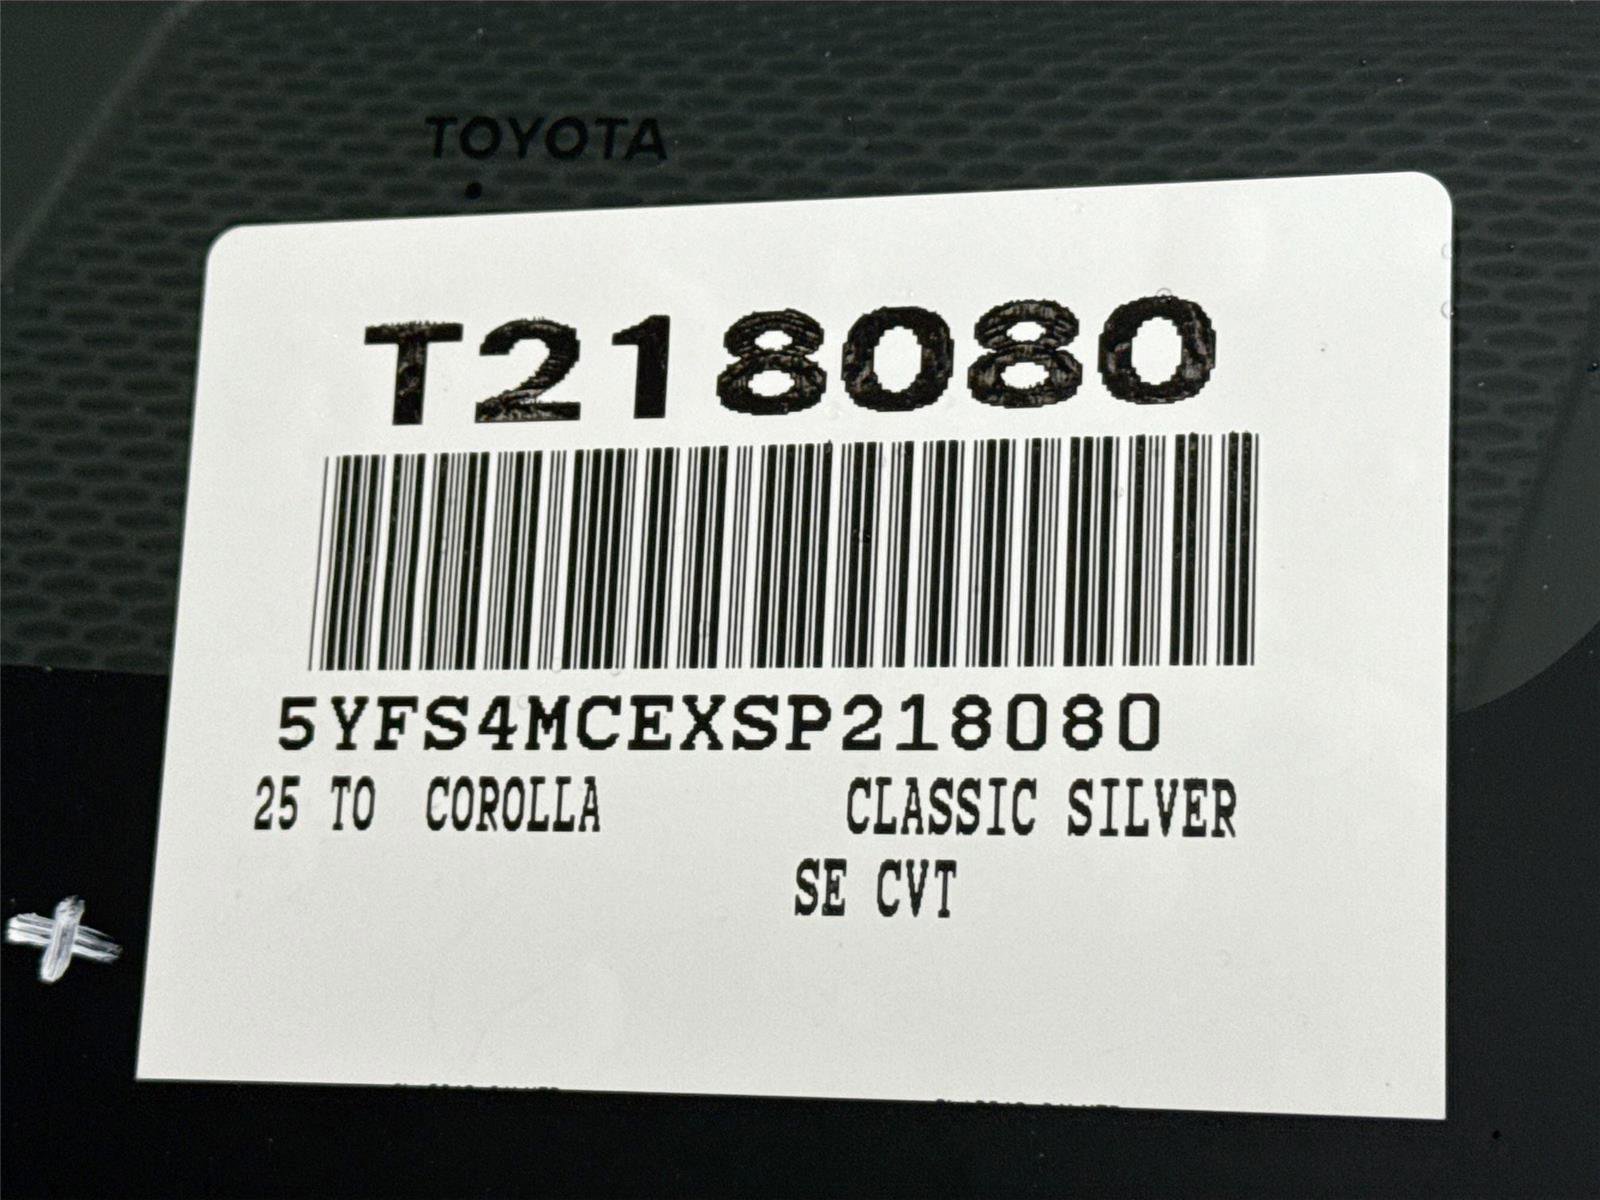 TOYOTA
T218080
5YFS4MCEXSP218080
25 TO COROLLA CLASSIC SILVER
SE CVT